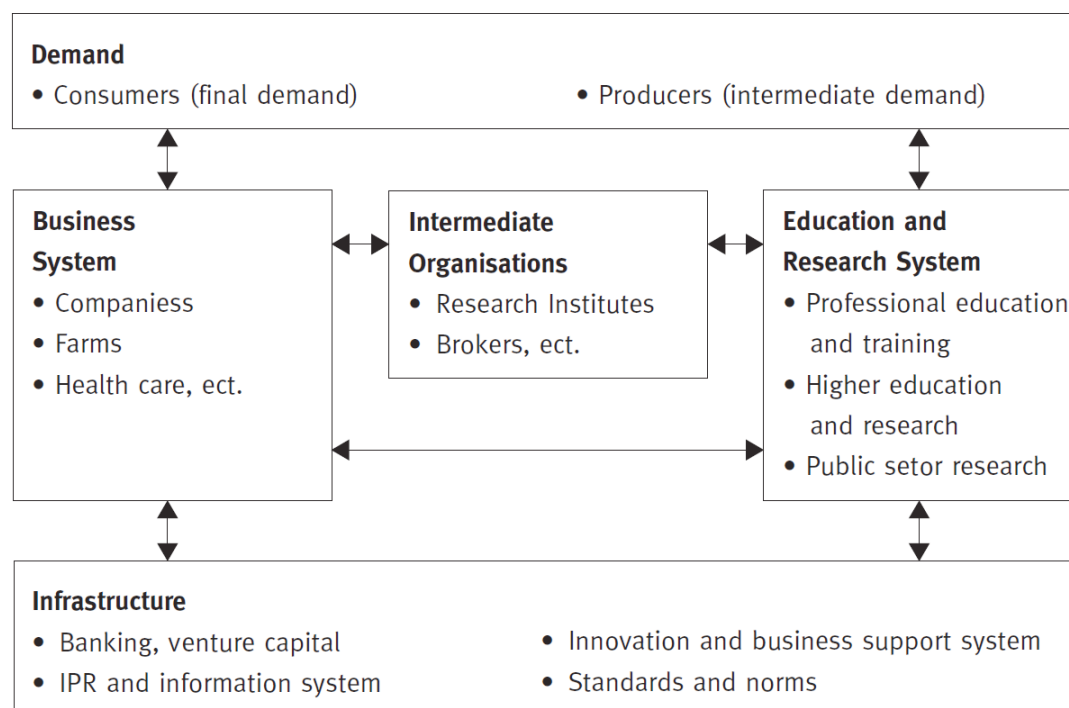 Demand
• Consumers (final demand)
• Producers (intermediate demand)
Business
System
• Companiess
• Farms
• Health care, ect.
Intermediate
Organisations
• Research Institutes
• Brokers, ect.
Education and
Research System
• Professional education
and training
• Higher education
and research
• Public setor research
Infrastructure
• Banking, venture capital
• IPR and information system
• Innovation and business support system
• Standards and norms